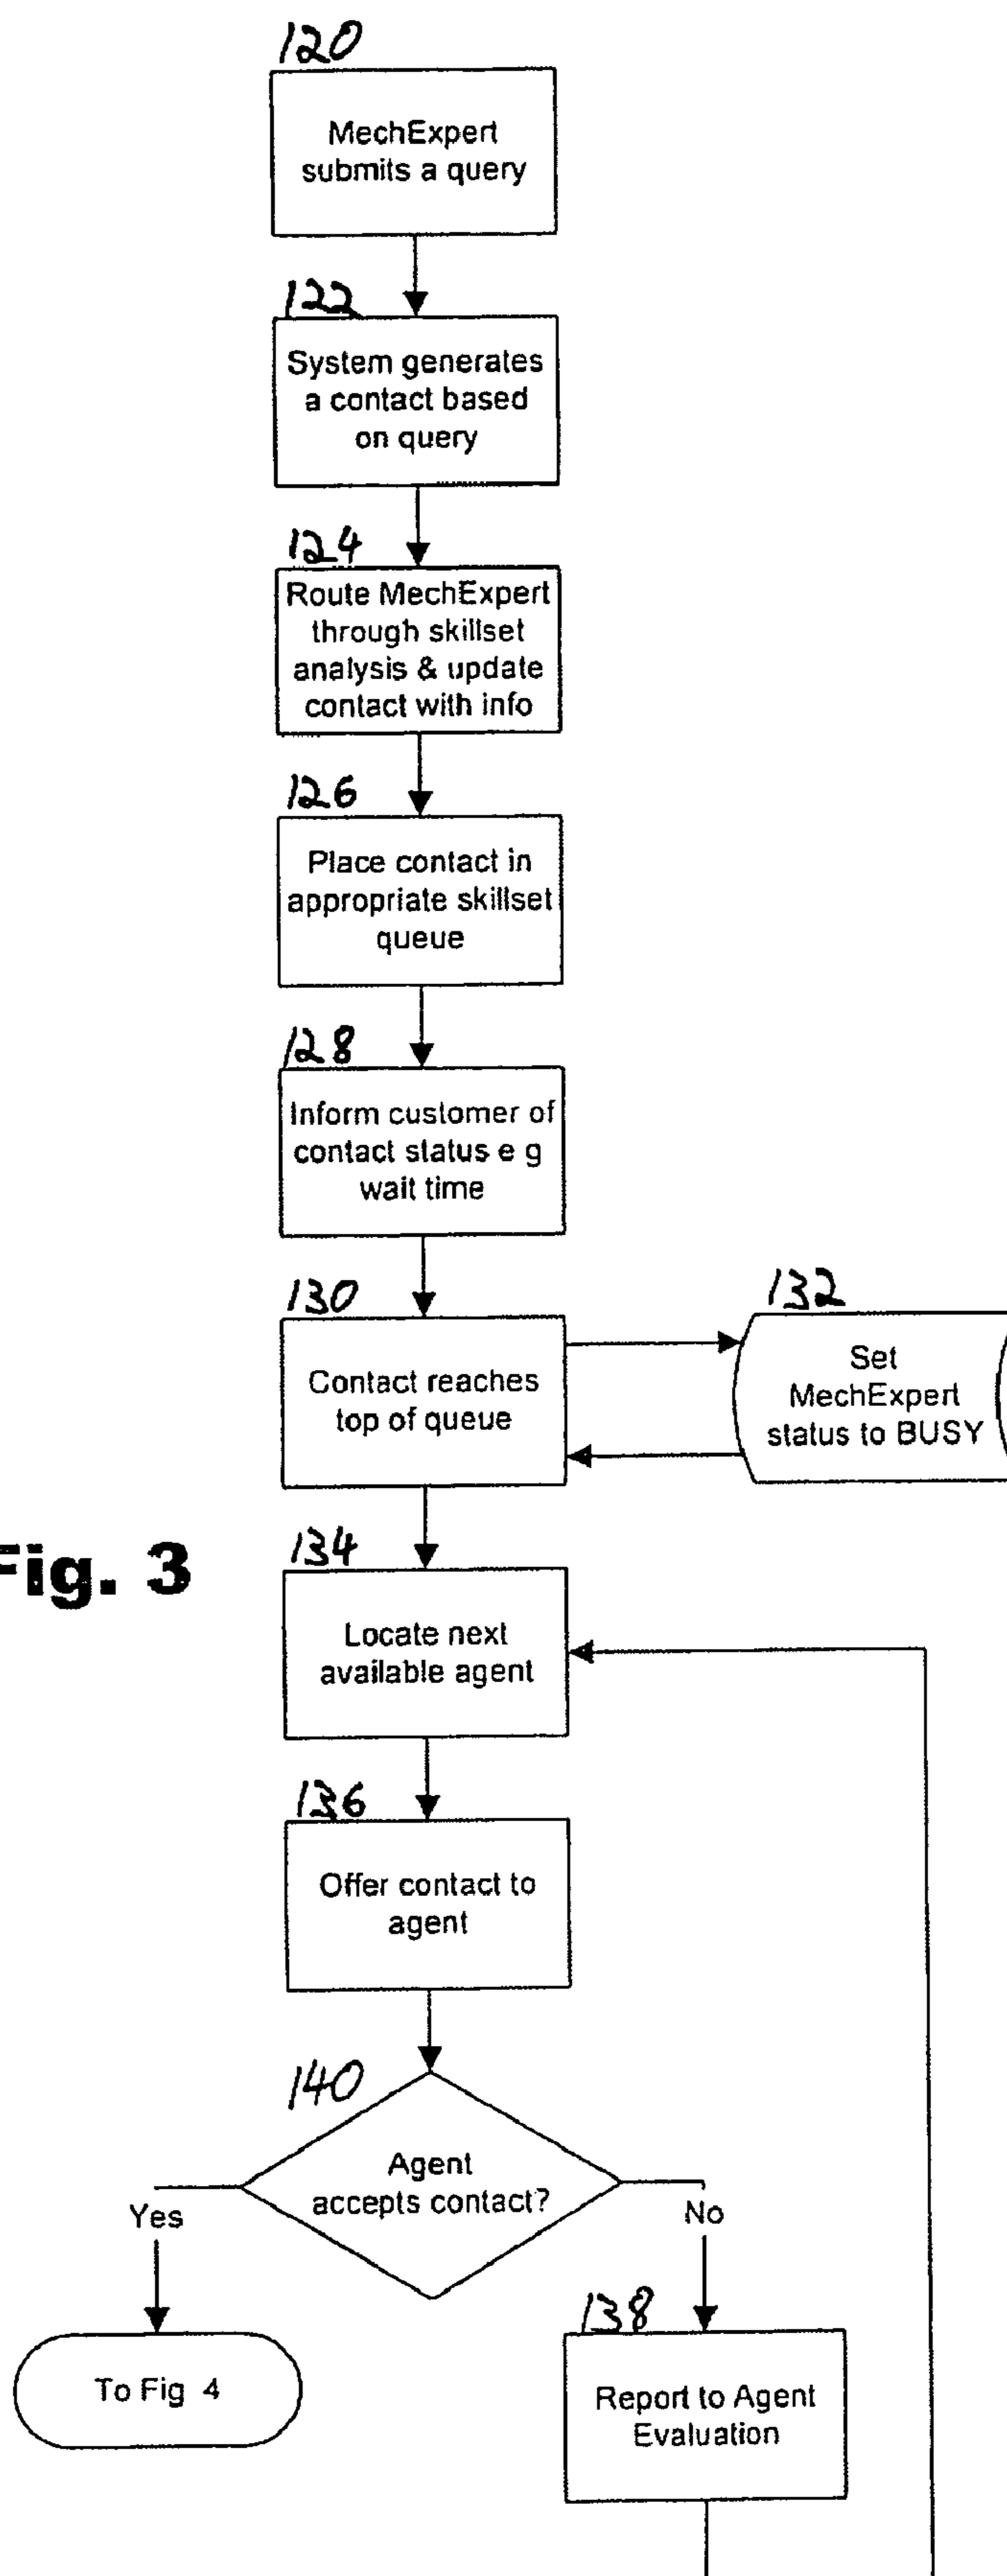 120
MechExpert
submits a query
122
System generates
a contact based
on query
124
Route MechExpert
through skillset
analysis & update
contact with info
126
Place contact in
appropriate skillset
queue
128
Inform customer of
contact status e g
wait time
130
Contact reaches
top of queue
132
Set
MechExpert
status to BUSY
Fig. 3
134
Locate next
available agent
136
Offer contact to
agent
140
Agent
accepts contact?
Yes
No
To Fig 4
138
Report to Agent
Evaluation